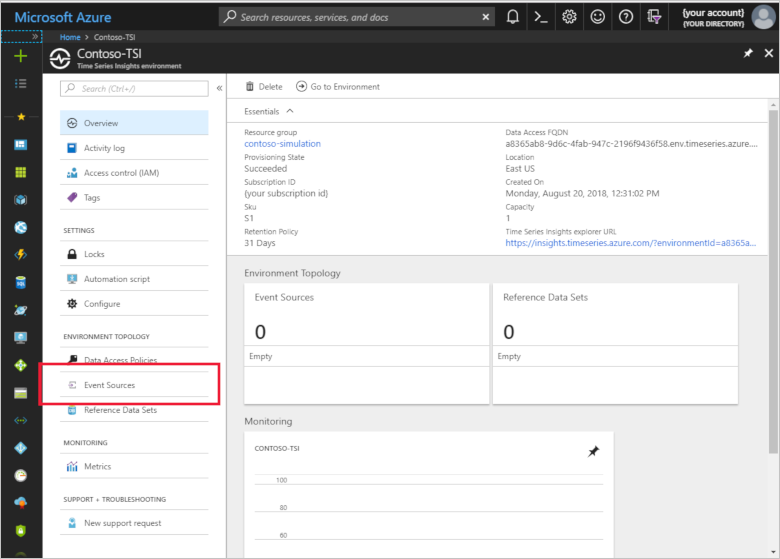 Microsoft Azure
Search resources, services, and docs
{your account}
{YOUR DIRECTORY}
Home > Contoso-TSI
Contoso-TSI
Time Series Insights environment
Search (Ctrl+/)
Overview
Activity log
Access control (IAM)
Tags
SETTINGS
Locks
Automation script
Configure
ENVIRONMENT TOPOLOGY
Data Access Policies
Event Sources
Reference Data Sets
MONITORING
Metrics
SUPPORT + TROUBLESHOOTING
New support request
Delete
Go to Environment
Essentials
Resource group
contoso-simulation
Provisioning State
Succeeded
Subscription ID
{your subscription id}
Sku
S1
Retention Policy
31 Days
Data Access FQDN
a8365ab8-9d6c-4fab-947c-2196f9436f58.env.timeseries.azure....
Location
East US
Created On
Monday, August 20, 2018, 12:31:02 PM
Capacity
1
Time Series Insights explorer URL
https://insights.timeseries.azure.com/?environmentId=a8365a...
Environment Topology
Event Sources
0
Empty
Reference Data Sets
0
Empty
Monitoring
CONTOSO-TSI
100
80
60